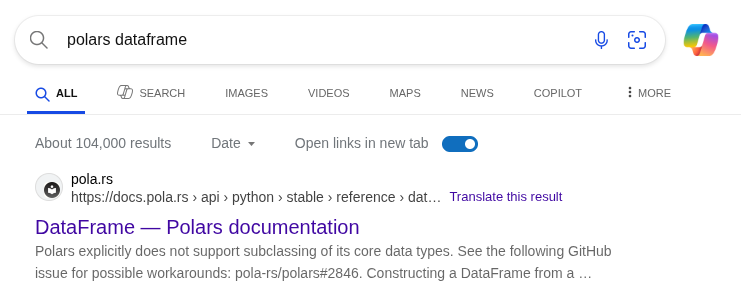 polars dataframe
ALL SEARCH IMAGES VIDEOS MAPS NEWS COPILOT MORE
About 104,000 results Date Open links in new tab
pola.rs
https://docs.pola.rs › api › python › stable › reference › dat… Translate this result
DataFrame — Polars documentation
Polars explicitly does not support subclassing of its core data types. See the following GitHub
issue for possible workarounds: pola-rs/polars#2846. Constructing a DataFrame from a …